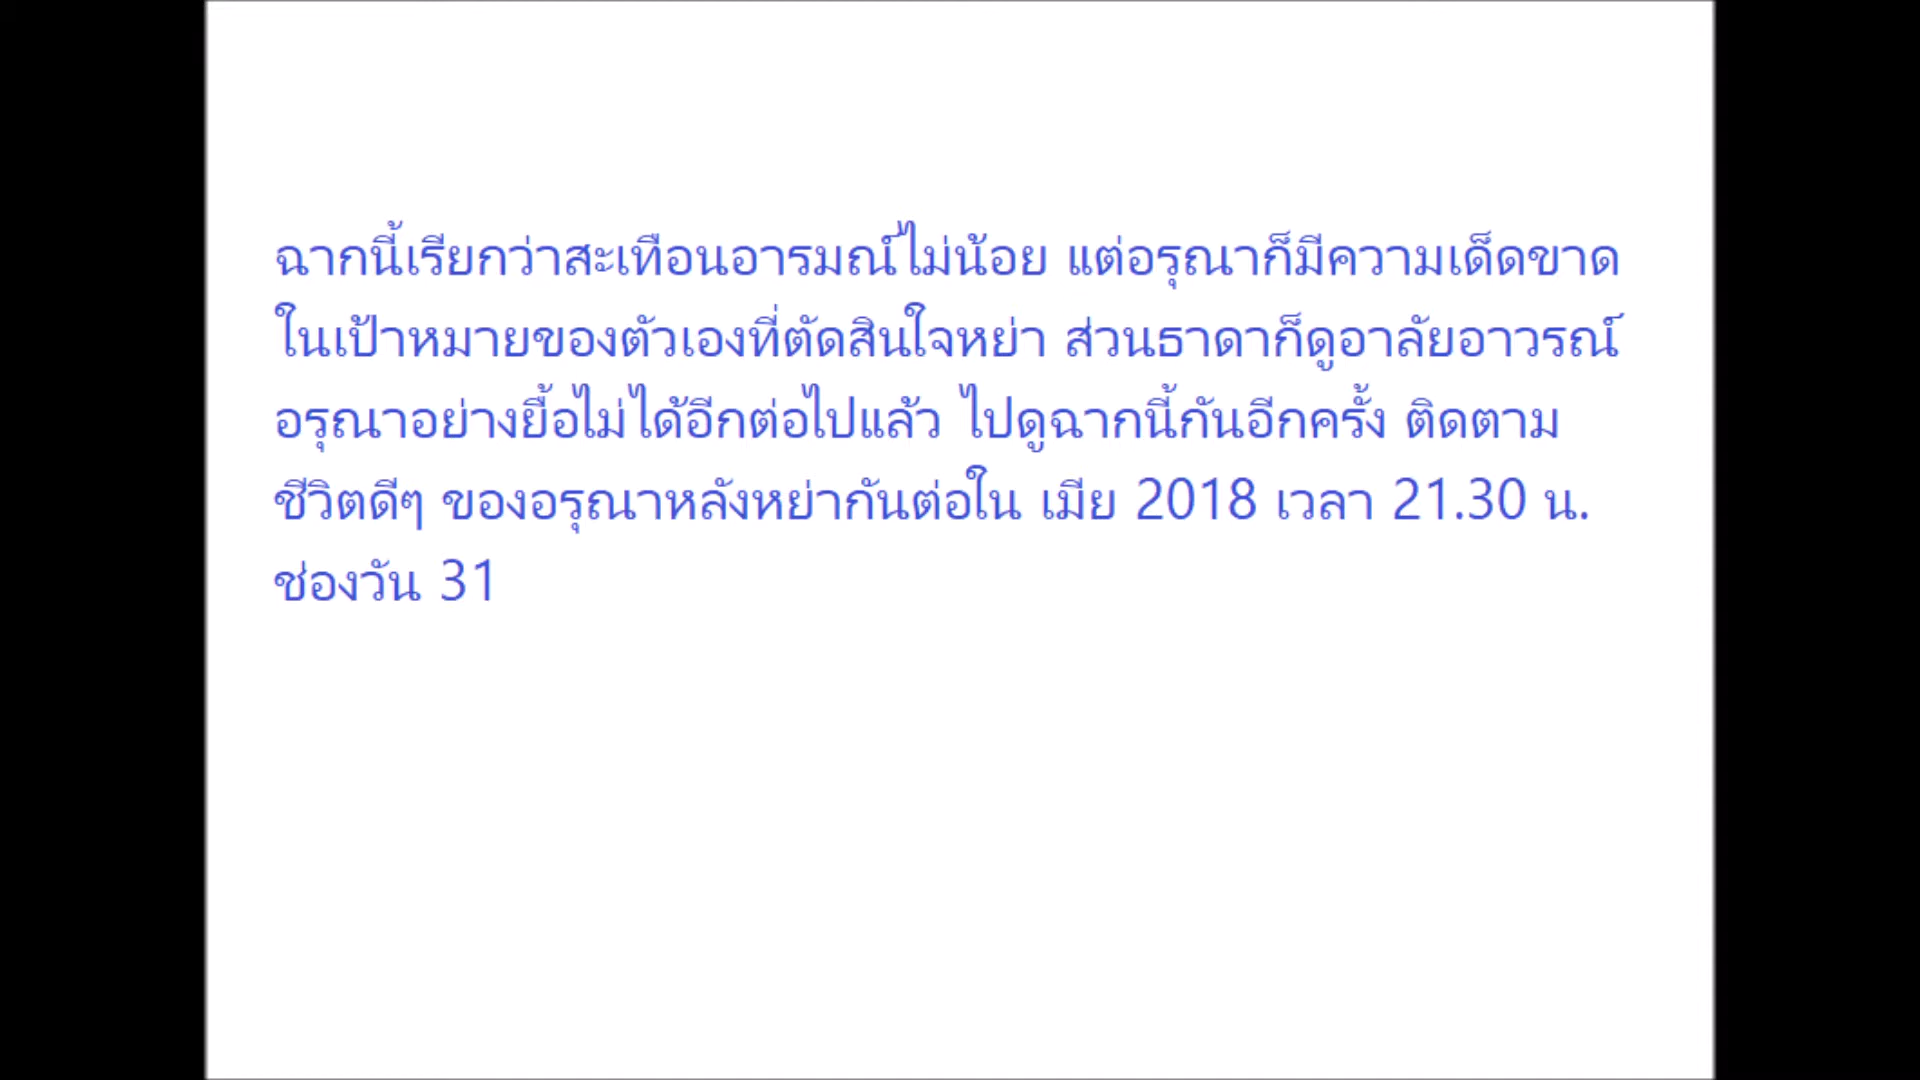 ฉากนี้เรียกว่าสะเทือนอารมณ์ไม่น้อย แต่อรุณาก็มีความเด็ดขาด
ในเป้าหมายของตัวเองที่ตัดสินใจหย่า ส่วนธาดาก็ดูอาลัยอาวรณ์
อรุณาอย่างยื้อไม่ได้อีกต่อไปแล้ว ไปดูฉากนี้กันอีกครั้ง ติดตาม
ชีวิตดีๆ ของอรุณาหลังหย่ากันต่อใน เมีย 2018 เวลา 21.30 น.
ช่องวัน 31